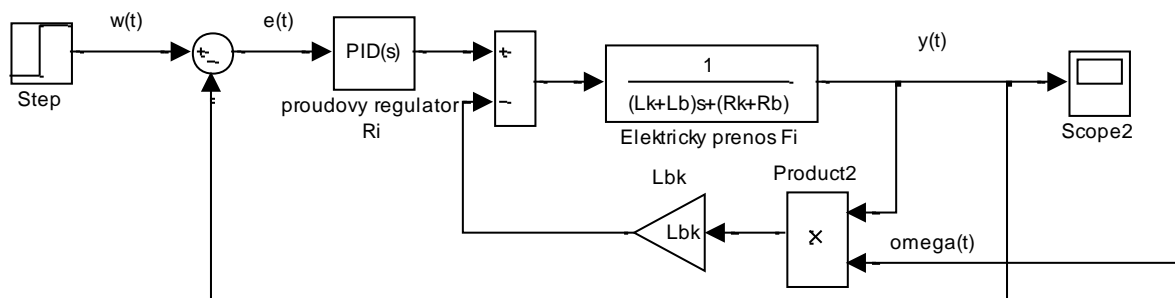 w(t)
e(t)
y(t)
Step
+
-
PID(s)
proudovy regulator
Ri
+
-
1
(Lk+Lb)s+(Rk+Rb)
Elektricky prenos Fi
Scope2
Lbk
Lbk
Product2
×
omega(t)